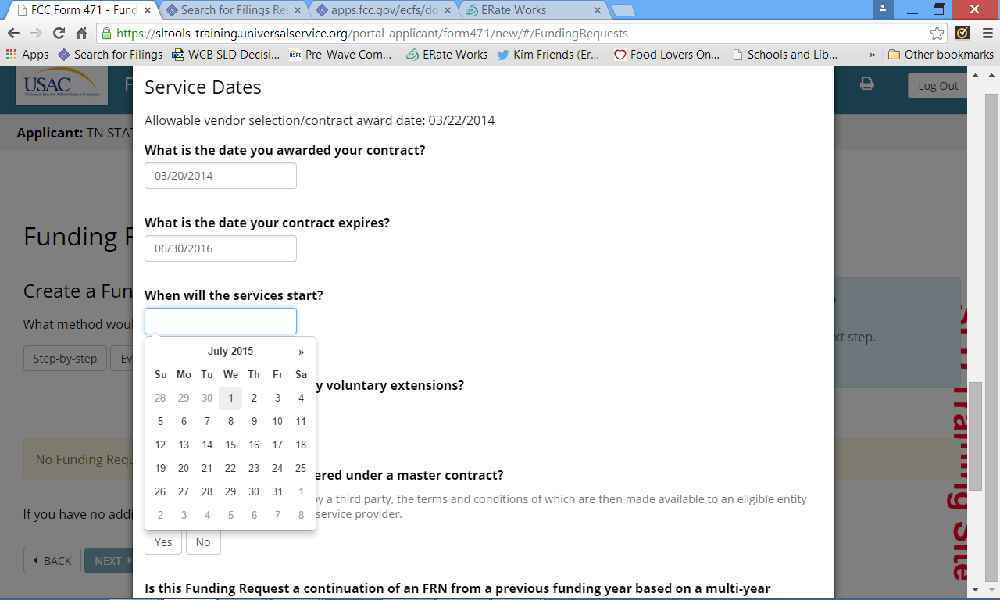 FCC Form 471 - Fund
Search for Filings Re
apps.fcc.gov/ecfs/do
ERate Works
https://sltools-training.universalservice.org/portal-applicant/form471/new/#/FundingRequests
Apps
Search for Filings
WCB SLD Decisi...
USAC Pre-Wave Com...
ERate Works
Kim Friends (Er...
Food Lovers On...
Schools and Lib...
»
Other bookmarks
USAC
Universal Service Administrative Company
F
Log Out
Applicant: TN STAT
Service Dates
Allowable vendor selection/contract award date: 03/22/2014
What is the date you awarded your contract?
03/20/2014
What is the date your contract expires?
06/30/2016
When will the services start?
July 2015 »
Su Mo Tu We Th Fr Sa
28 29 30 1 2 3 4
5 6 7 8 9 10 11
12 13 14 15 16 17 18
19 20 21 22 23 24 25
26 27 28 29 30 31 1
2 3 4 5 6 7 8
y voluntary extensions?
ered under a master contract?
by a third party, the terms and conditions of which are then made available to an eligible entity
service provider.
Yes
No
Is this Funding Request a continuation of an FRN from a previous funding year based on a multi-year
Funding F
Create a Fun
What method woul
Step-by-step
Ev
No Funding Requ
If you have no addi
BACK
NEXT
xt step.
Training Site